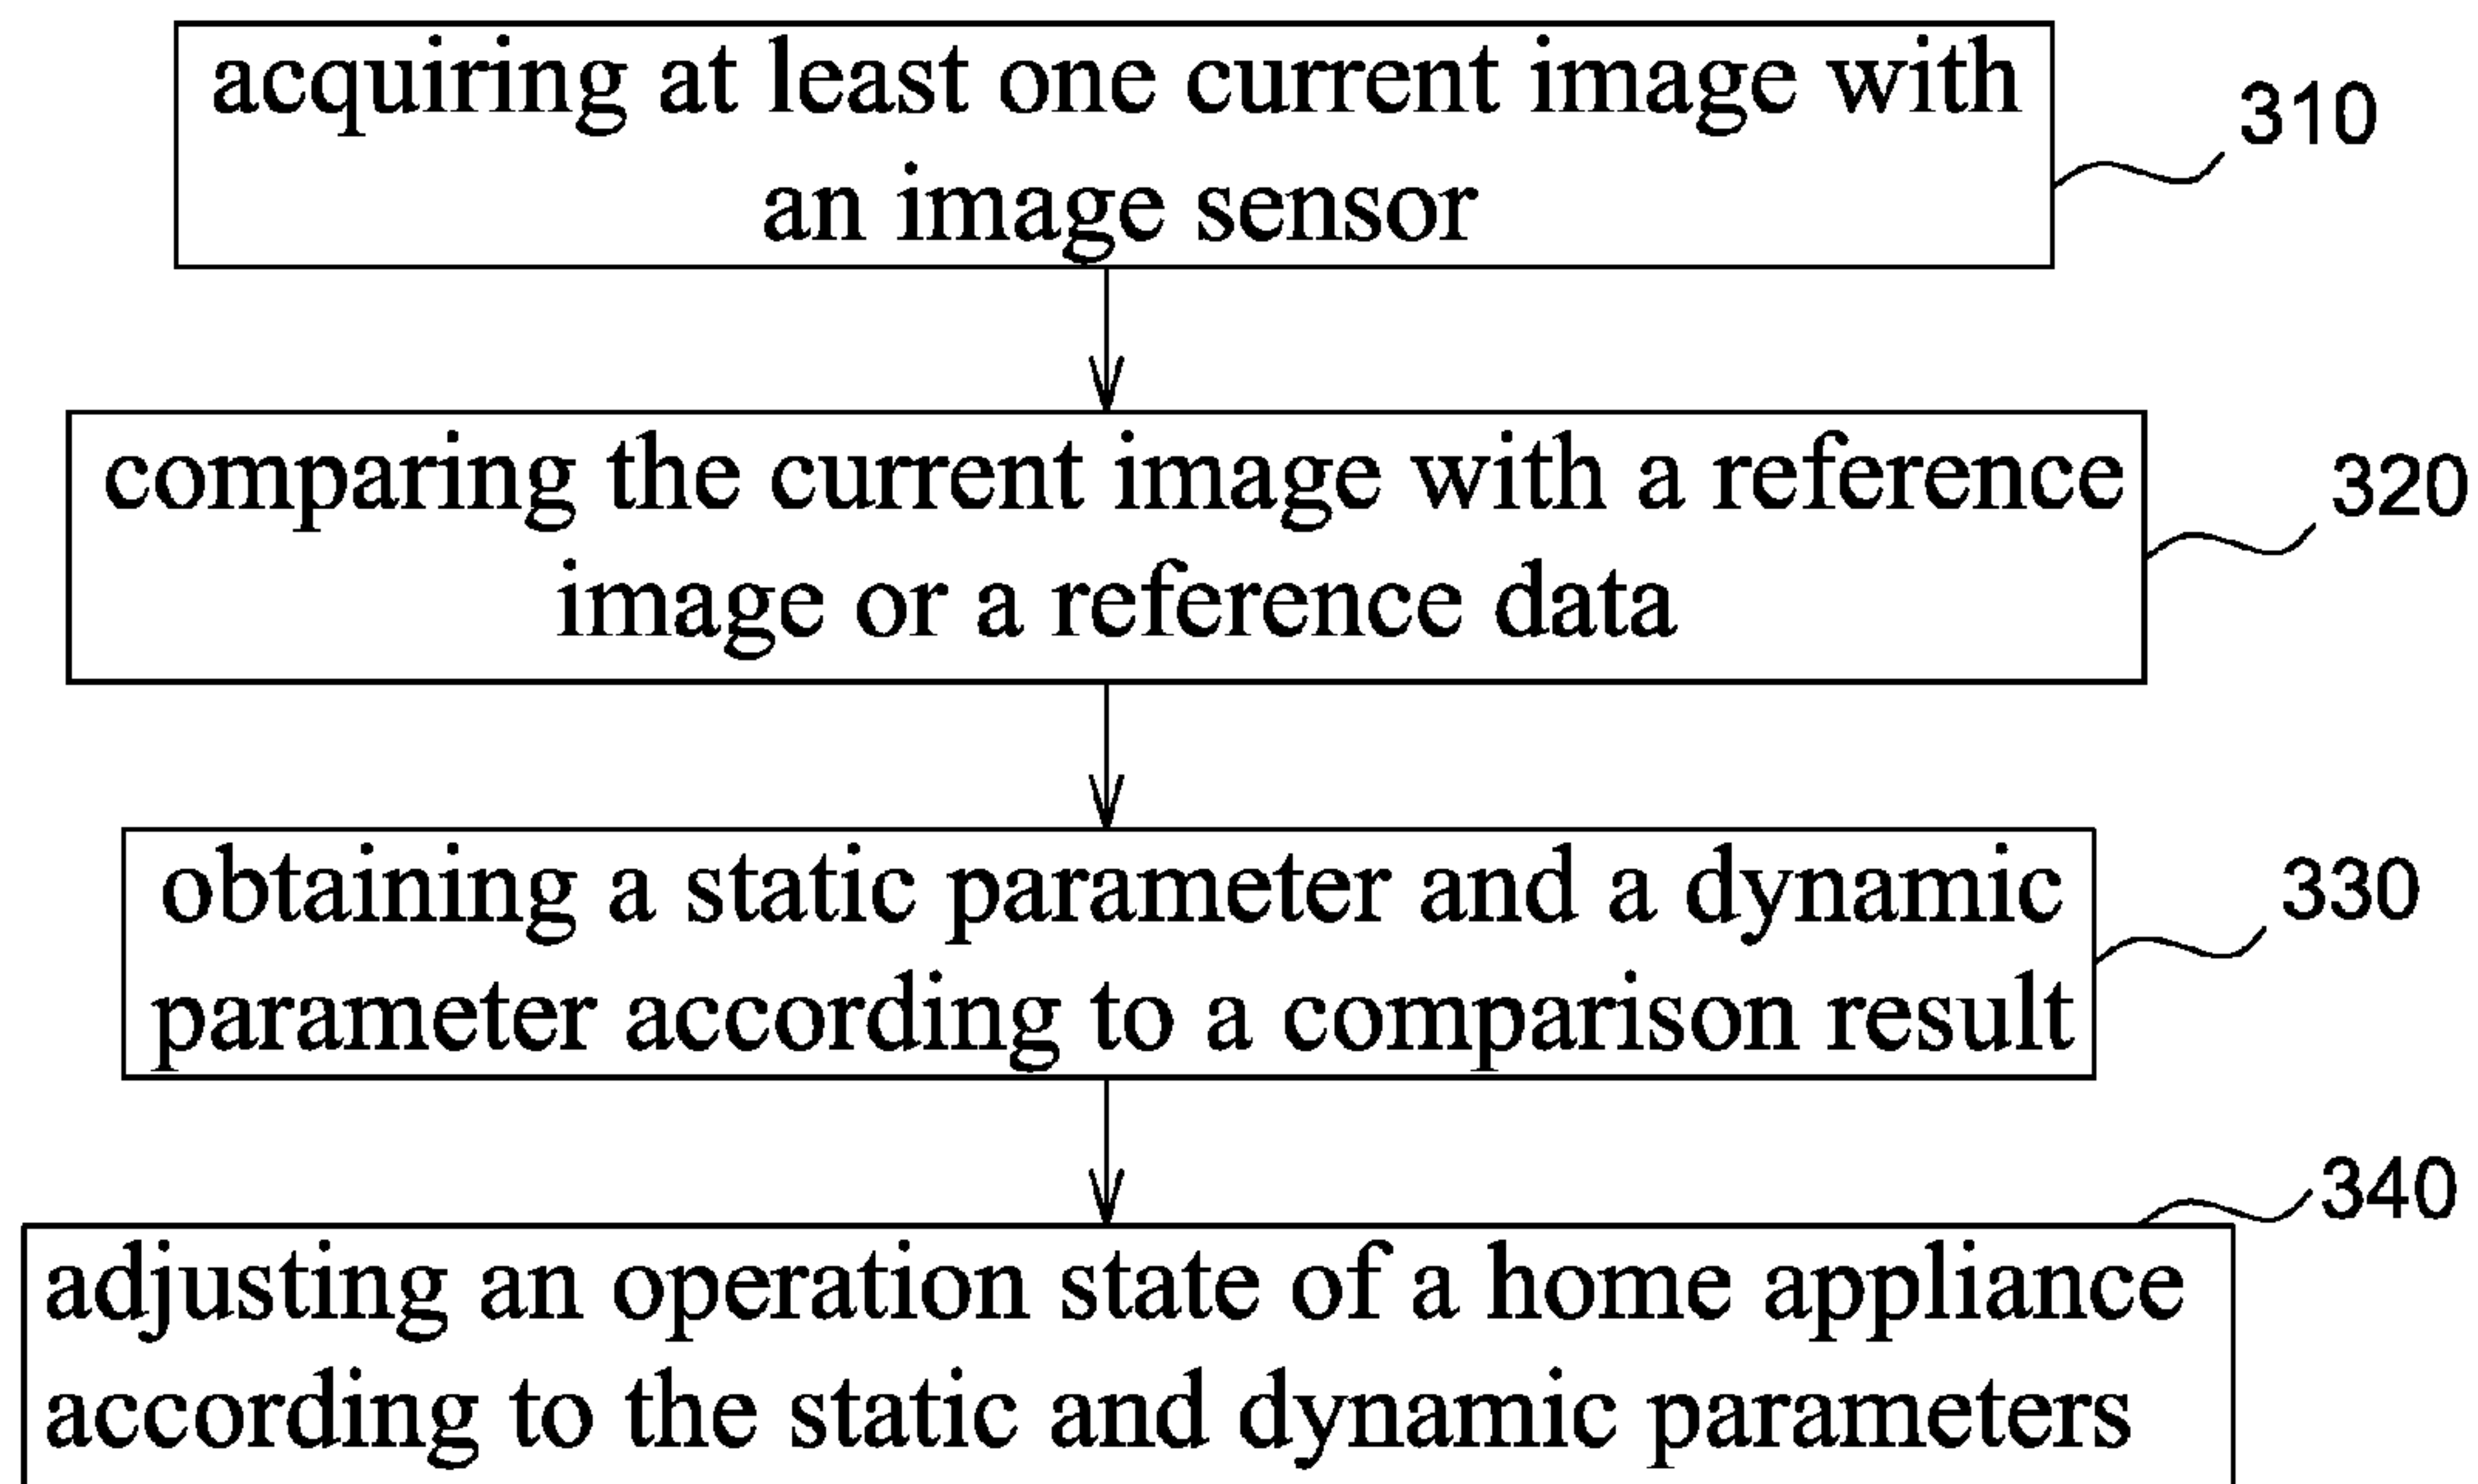 acquiring at least one current image with
an image sensor
310
comparing the current image with a reference
image or a reference data
320
obtaining a static parameter and a dynamic
parameter according to a comparison result
330
340
adjusting an operation state of a home appliance
according to the static and dynamic parameters